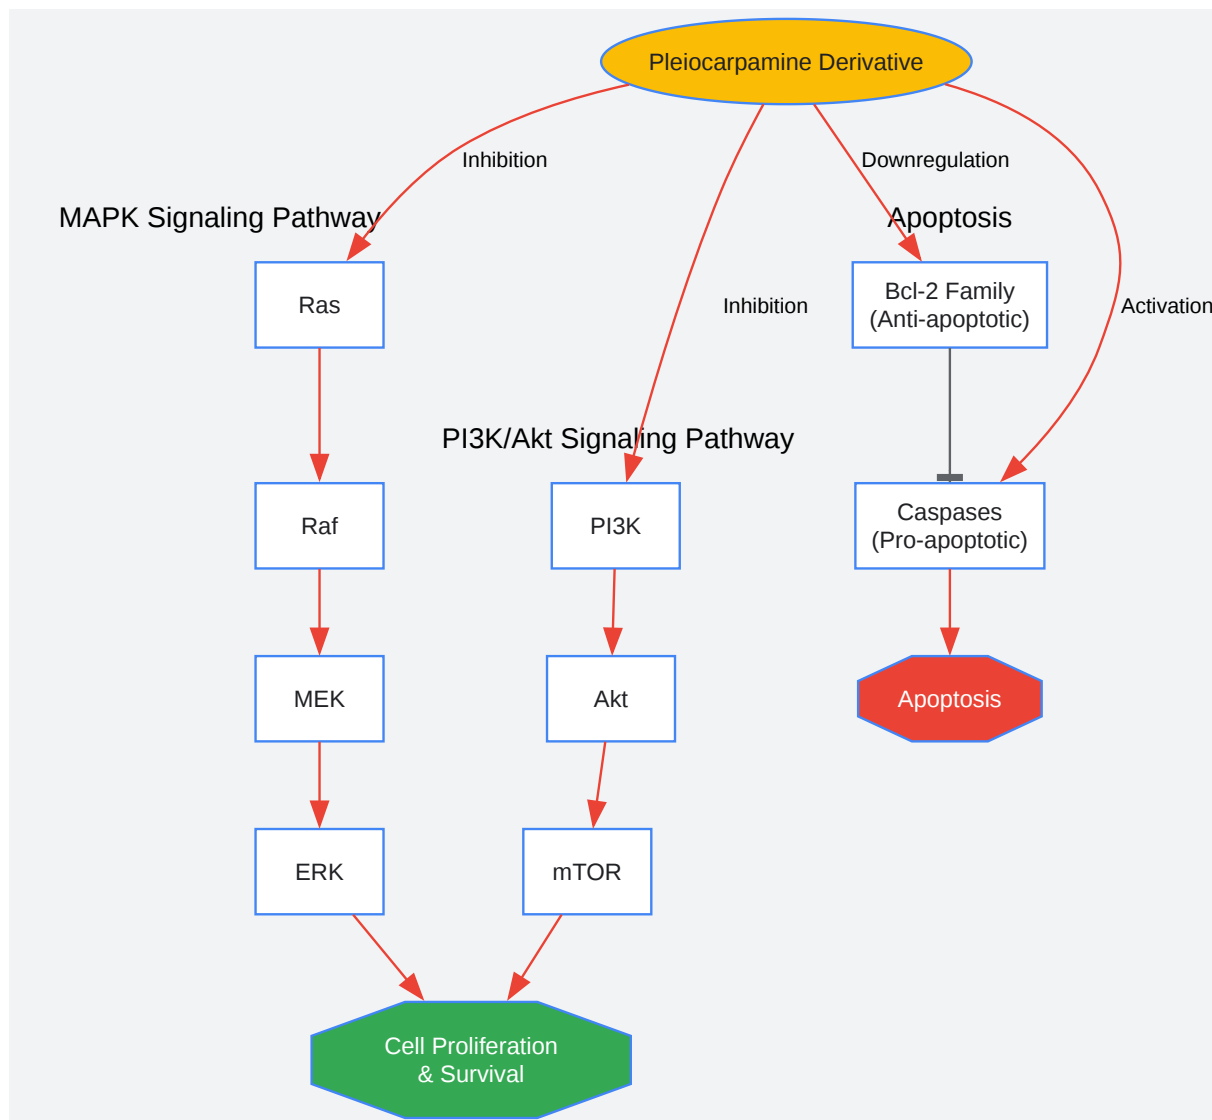 Pleiocarpamine Derivative
Inhibition
Downregulation
MAPK Signaling Pathway
Apoptosis
Ras
Inhibition
Bcl-2 Family
(Anti-apoptotic)
Activation
PI3K/Akt Signaling Pathway
Raf
PI3K
Caspases
(Pro-apoptotic)
MEK
Akt
Apoptosis
ERK
mTOR
Cell Proliferation
& Survival